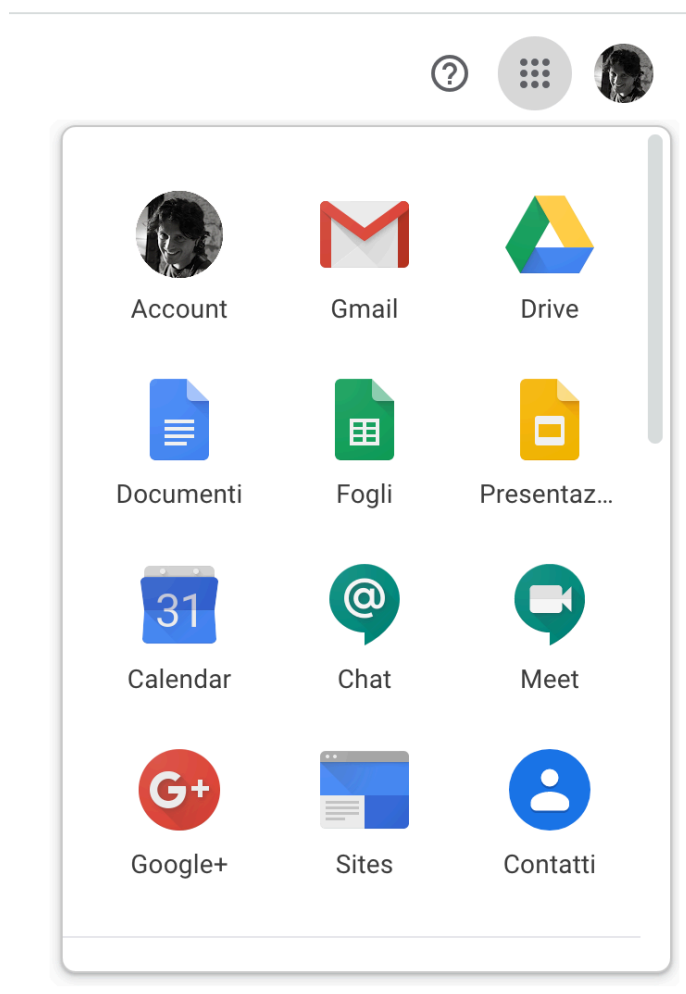 Account Gmail Drive
Documenti Fogli Presentaz...
31 @
Calendar Chat Meet
G+
Google+ Sites Contatti